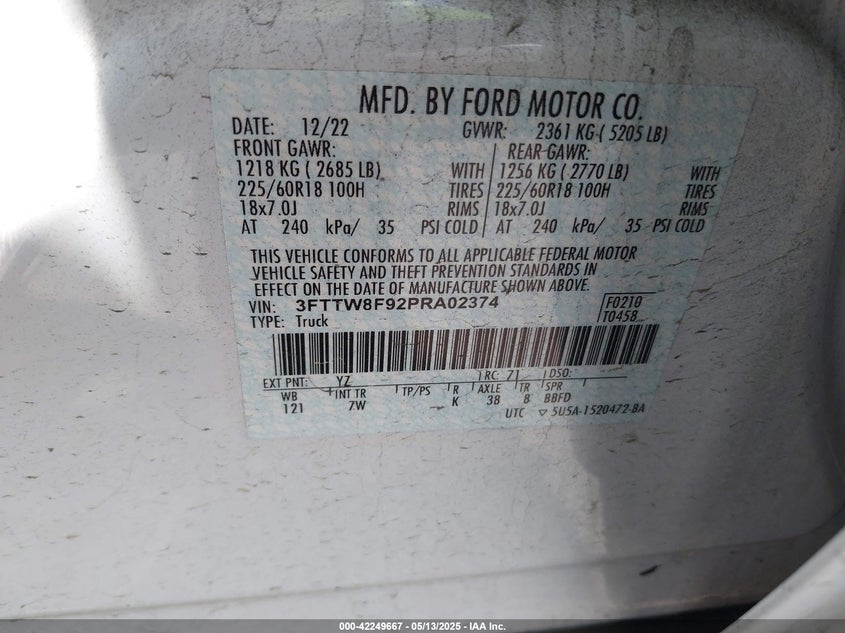 MFD. BY FORD MOTOR CO.
DATE: 12/22 GVWR: 2361 KG ( 5205 LB)
FRONT GAWR: REAR GAWR:
1218 KG ( 2685 LB) WITH 1256 KG ( 2770 LB) WITH
225/60R18 100H TIRES 225/60R18 100H TIRES
18x7.0J RIMS 18x7.0J RIMS
AT 240 kPa/ 35 PSI COLD AT 240 kPa/ 35 PSI COLD
THIS VEHICLE CONFORMS TO ALL APPLICABLE FEDERAL MOTOR
VEHICLE SAFETY AND THEFT PREVENTION STANDARDS IN
EFFECT ON THE DATE OF MANUFACTURE SHOWN ABOVE.
VIN: 3FTTW8F92PRA02374 F0210
TYPE: Truck T0458
EXT PNT: YZ RC: 71 DSO:
WB INT TR TP/PS R AXLE TR SPR
121 7W K 38 8 BBFD
UTC ▽ 5U5A-1520472-BA
000-42249667 - 05/13/2025 - IAA Inc.